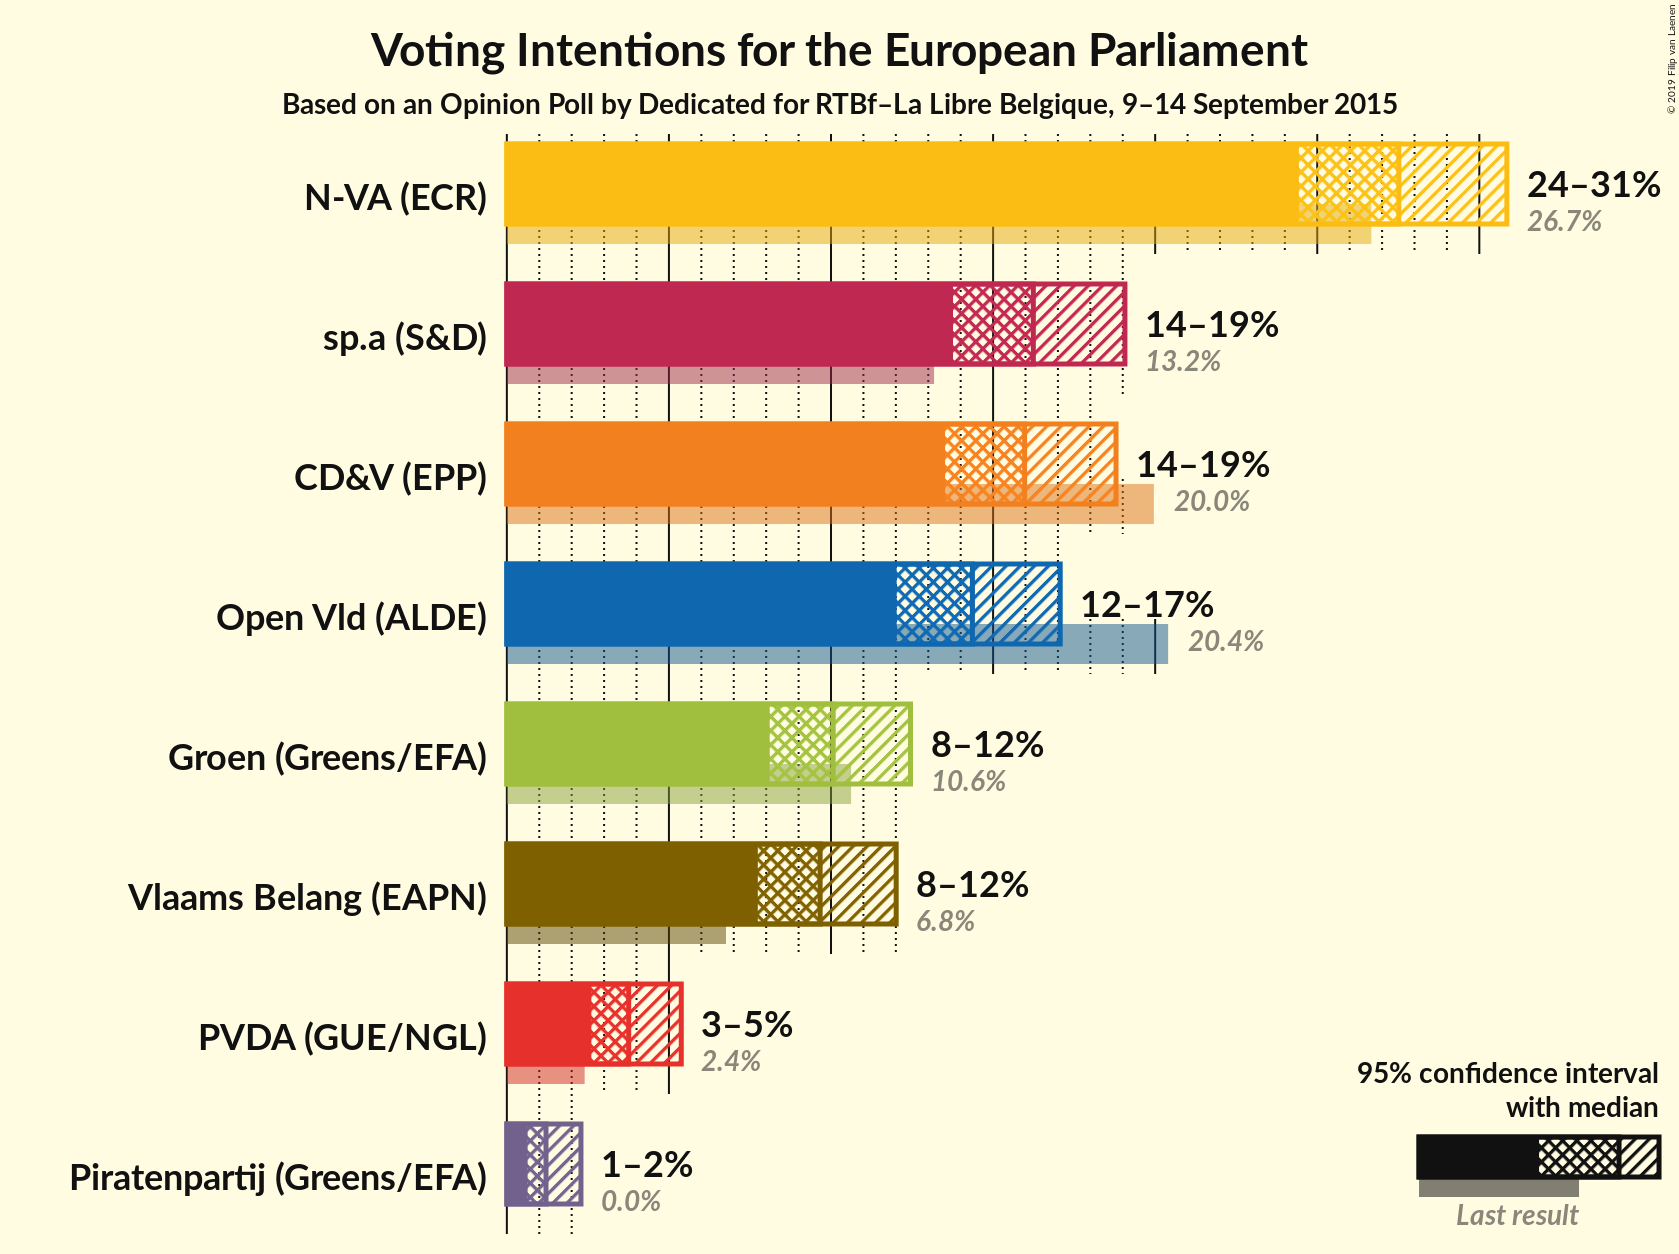 Voting Intentions for the European Parliament
Based on an Opinion Poll by Dedicated for RTBf–La Libre Belgique, 9–14 September 2015
© 2019 Filip van Laenen
N-VA (ECR)
24–31%
26.7%
sp.a (S&D)
14–19%
13.2%
CD&V (EPP)
14–19%
20.0%
Open Vld (ALDE)
12–17%
20.4%
Groen (Greens/EFA)
8–12%
10.6%
Vlaams Belang (EAPN)
8–12%
6.8%
PVDA (GUE/NGL)
3–5%
2.4%
Piratenpartij (Greens/EFA)
1–2%
0.0%
95% confidence interval
with median
Last result